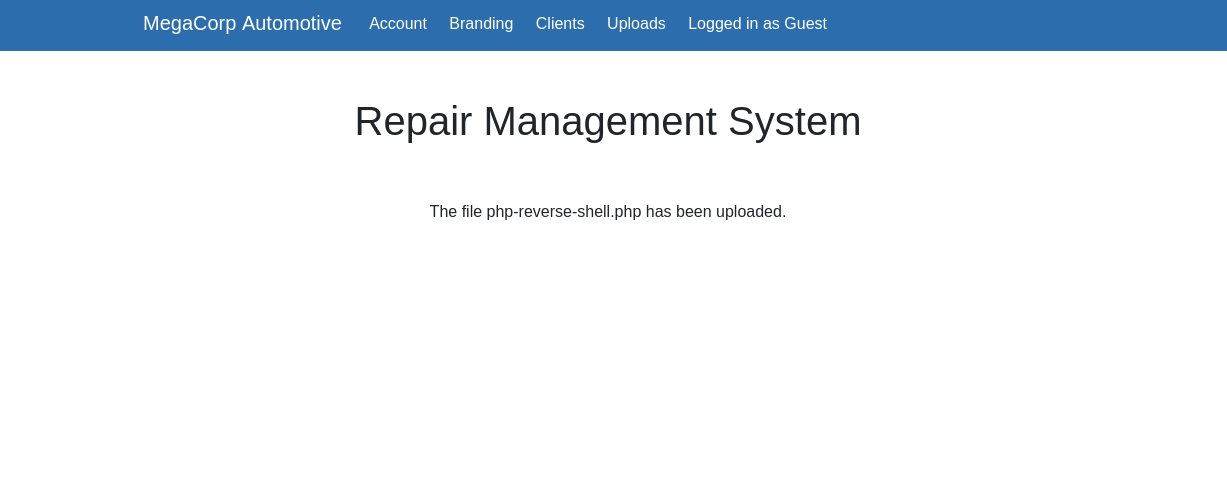 MegaCorp Automotive Account Branding Clients Uploads Logged in as Guest
Repair Management System
The file php-reverse-shell.php has been uploaded.